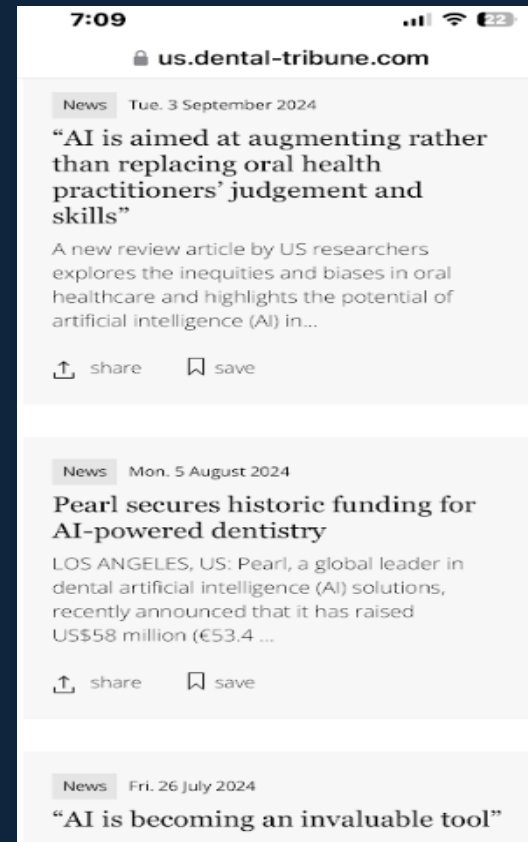 7:09
22
us.dental-tribune.com
News Tue. 3 September 2024
“AI is aimed at augmenting rather
than replacing oral health
practitioners’ judgement and
skills”
A new review article by US researchers
explores the inequities and biases in oral
healthcare and highlights the potential of
artificial intelligence (AI) in...
share save
News Mon. 5 August 2024
Pearl secures historic funding for
AI-powered dentistry
LOS ANGELES, US: Pearl, a global leader in
dental artificial intelligence (AI) solutions,
recently announced that it has raised
US$58 million (€53.4 ...
share save
News Fri. 26 July 2024
“AI is becoming an invaluable tool”